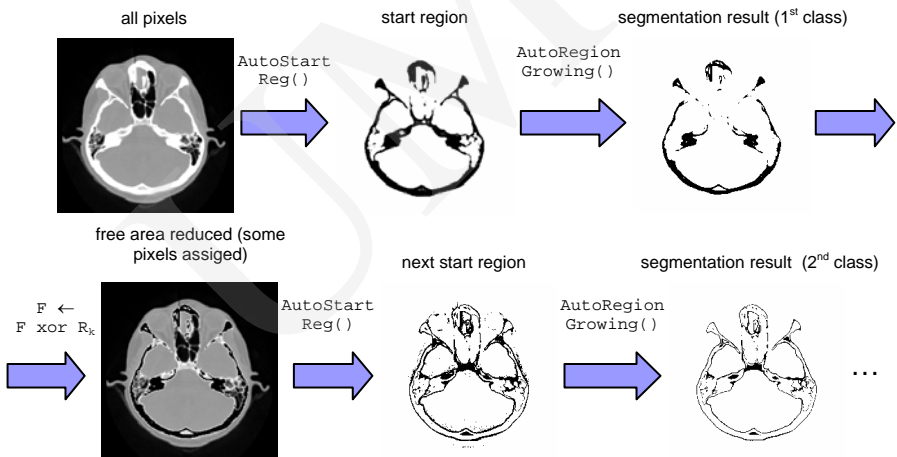 all pixels
start region
segmentation result (1st class)
AutoStart
Reg()
AutoRegion
Growing()
free area reduced (some
pixels assiged)
next start region
segmentation result (2nd class)
F ←
F xor Rk
AutoStart
Reg()
AutoRegion
Growing()
...
UM